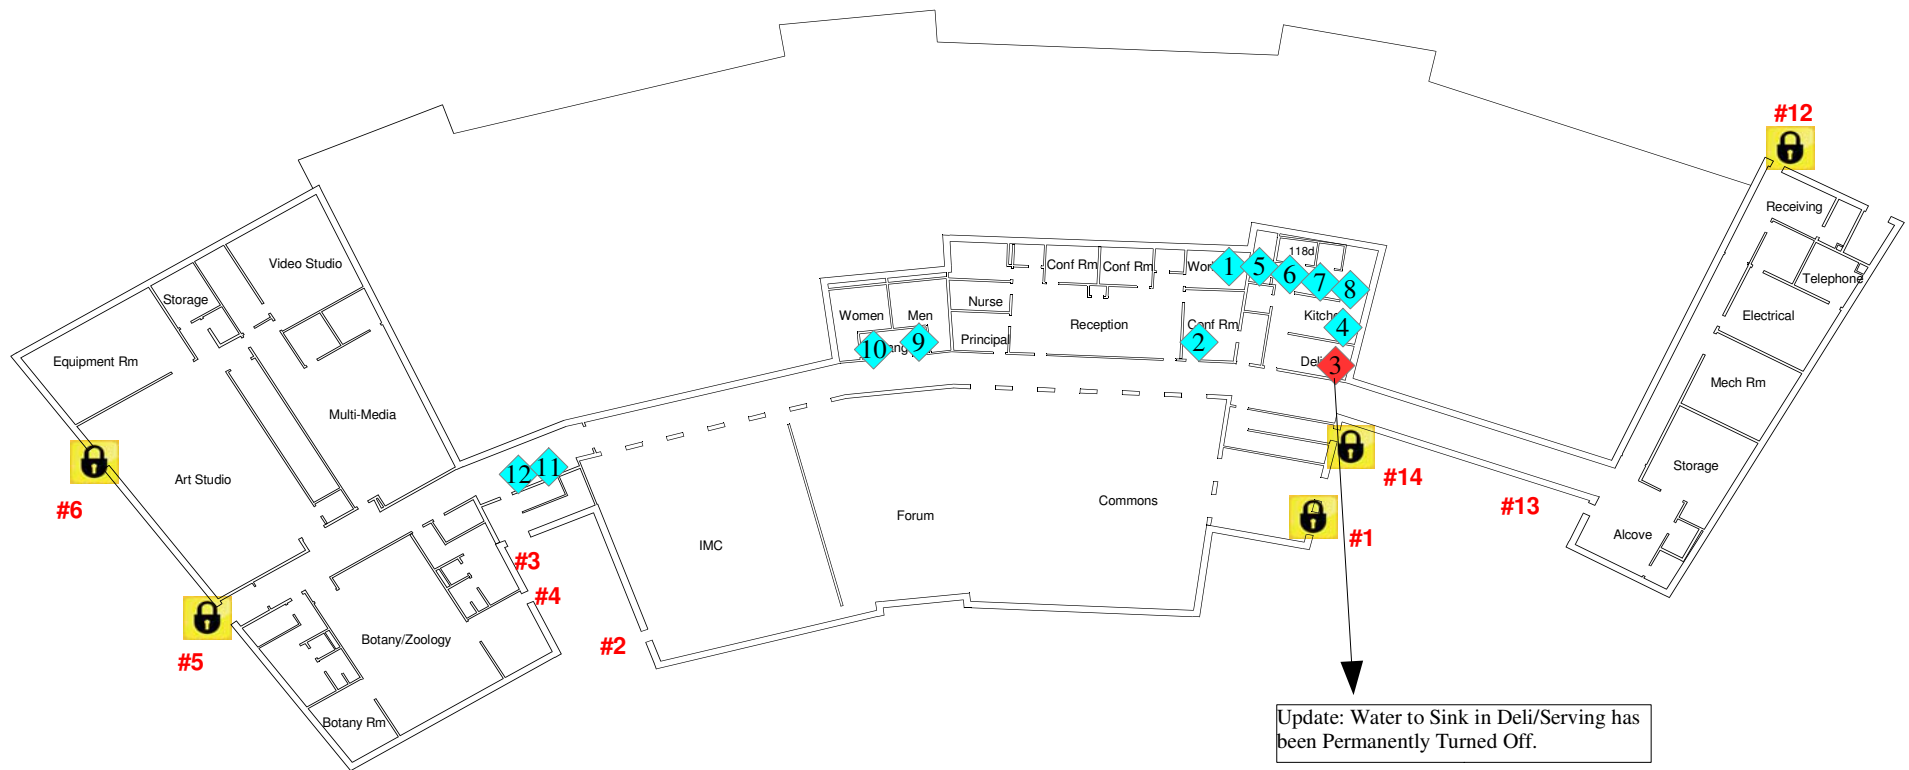 #12
Receiving
118d
Video Studio
Conf Rm
Conf Rm
Wor
1
5
6
7
8
Telephone
Storage
Nurse
Women
Men
Kitche
4
Electrical
Reception
Conf Rm
2
Principal
10
9
Equipment Rm
Deli
3
Mech Rm
Multi-Media
#6
Art Studio
12
11
Storage
#14
Commons
#13
Forum
IMC
#1
Alcove
#3
#4
#5
Botany/Zoology
#2
Botany Rm
Update: Water to Sink in Deli/Serving has
been Permanently Turned Off.